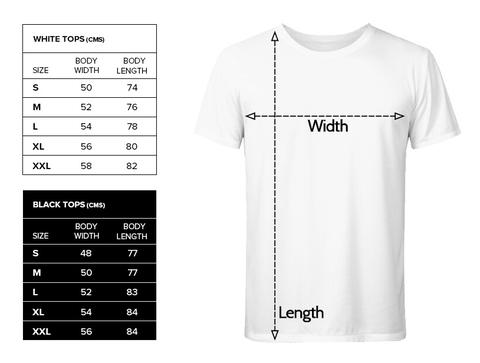 WHITE TOPS (CMS)
SIZE BODY WIDTH BODY LENGTH
S 50 74
M 52 76
L 54 78
XL 56 80
XXL 58 82
BLACK TOPS (CMS)
SIZE BODY WIDTH BODY LENGTH
S 48 77
M 50 77
L 52 83
XL 54 84
XXL 56 84
Width
Length